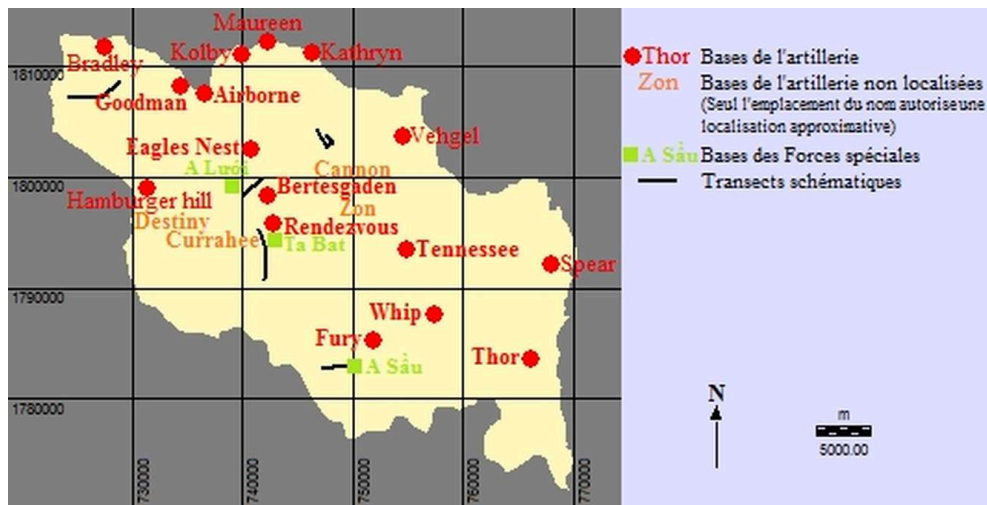 Maureen
Kolby
Kathryn
Bradley
1810000
Goodman
Airborne
Vehgel
Eagles Nest
Cannon
A Lưới
1800000
Bertesgaden
Hamburger hill
Zon
Destiny
Rendezvous
Currahee
Ta Bat
Tennessee
Spear
1790000
Whip
Fury
Thor
A Sầu
1780000
730000
740000
750000
760000
770000
Thor Bases de l'artillerie
Zon Bases de l'artillerie non localisées
(Seul l'emplacement du nom autorise une
localisation approximative)
A Sầu Bases des Forces spéciales
Transects schématiques
N
m
5000.00